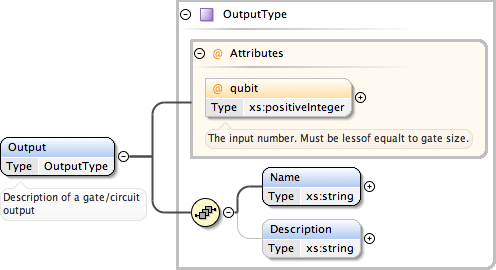 OutputType
@ Attributes
@ qubit
Type xs:positiveInteger
The input number. Must be lessof equalt to gate size.
Output
Type OutputType
Description of a gate/circuit
output
Name
Type xs:string
Description
Type xs:string